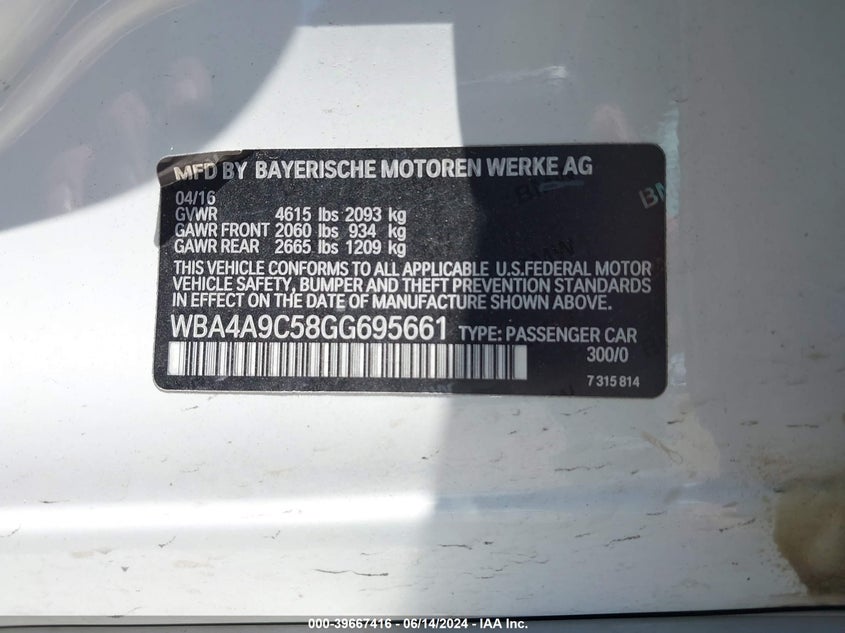 MFD BY BAYERISCHE MOTOREN WERKE AG
04/16
GVWR 4615 lbs 2093 kg
GAWR FRONT 2060 lbs 934 kg
GAWR REAR 2665 lbs 1209 kg
THIS VEHICLE CONFORMS TO ALL APPLICABLE U.S.FEDERAL MOTOR
VEHICLE SAFETY, BUMPER AND THEFT PREVENTION STANDARDS
IN EFFECT ON THE DATE OF MANUFACTURE SHOWN ABOVE.
WBA4A9C58GG695661 TYPE: PASSENGER CAR
300/0
7 315 814
000-39667416 - 06/14/2024 - IAA Inc.